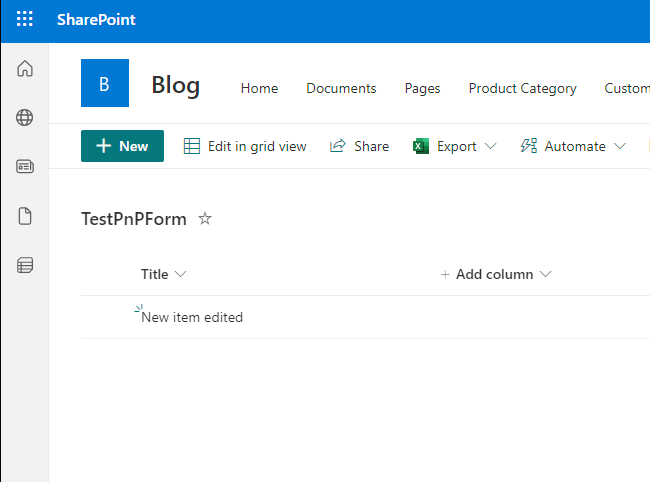 SharePoint
B Blog Home Documents Pages Product Category Custom
+ New Edit in grid view Share Export Automate
TestPnPForm
Title + Add column
New item edited